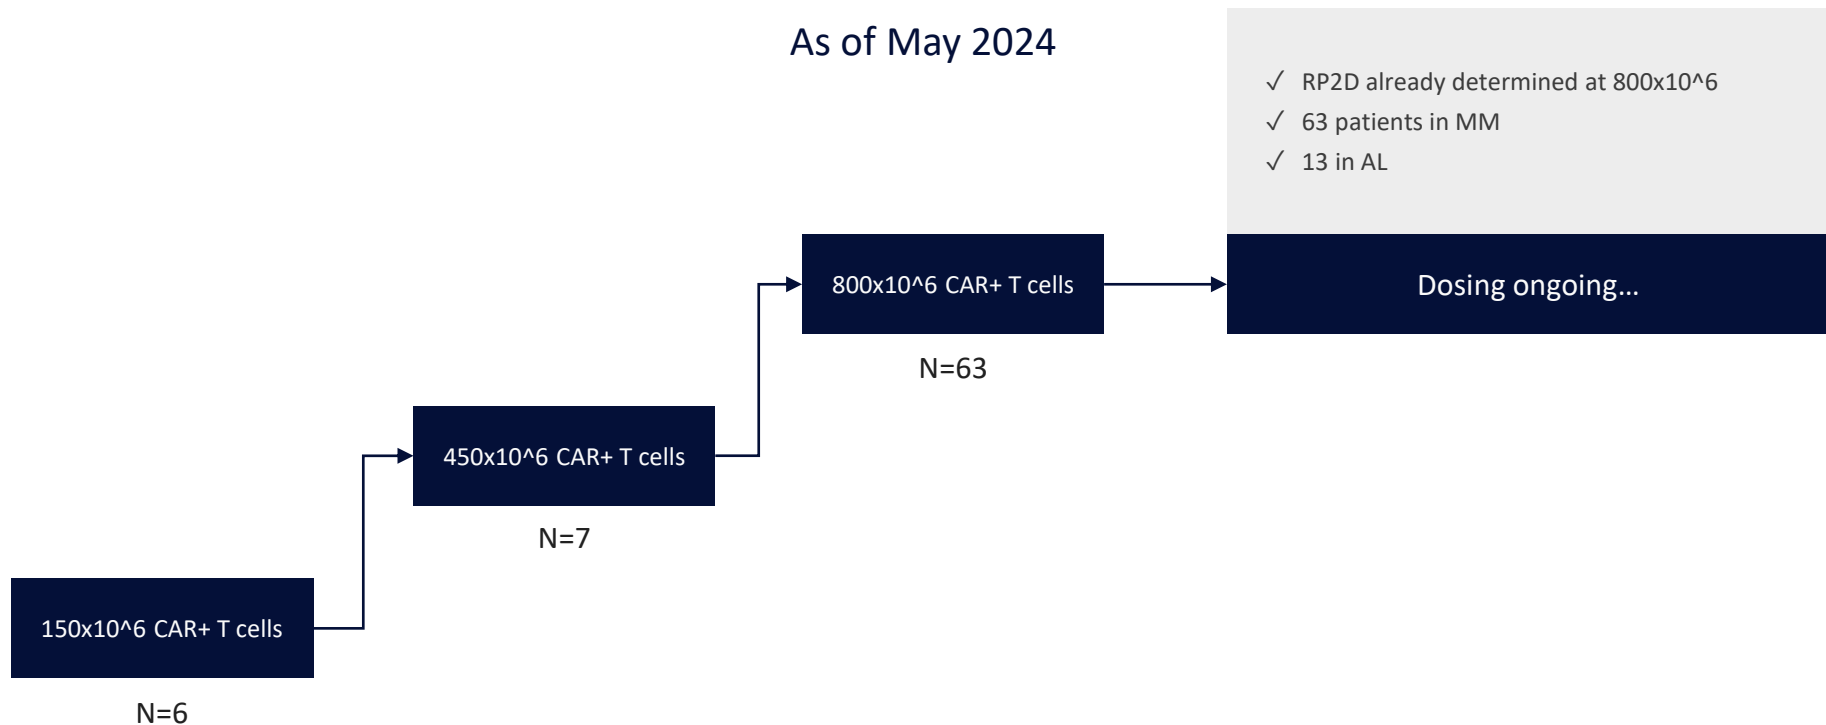 As of May 2024
✓ RP2D already determined at 800x10^6
✓ 63 patients in MM
✓ 13 in AL
800x10^6 CAR+ T cells
Dosing ongoing...
N=63
450x10^6 CAR+ T cells
N=7
150x10^6 CAR+ T cells
N=6